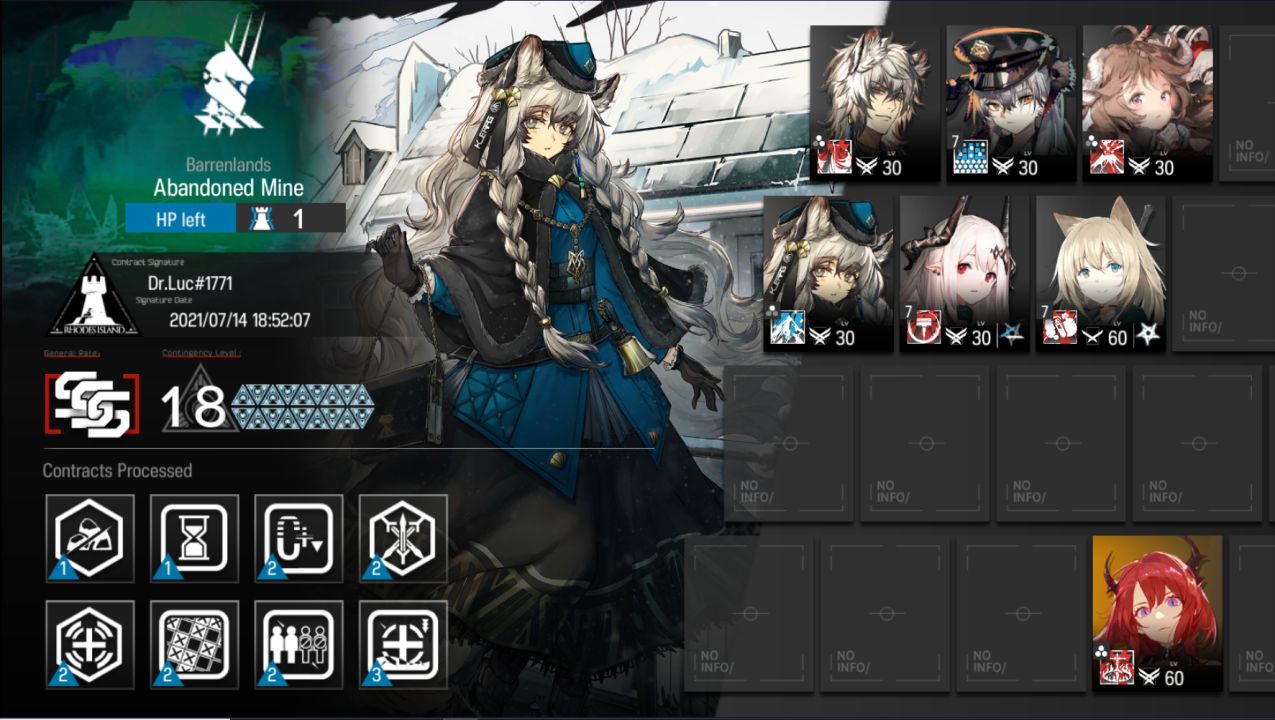 Barrenlands
Abandoned Mine
HP left 1
Contract Signature
Dr.Luc#1771
Signature Date
2021/07/14 18:52:07
RHODES ISLAND
General Rate:
Contingency Level :
18
Contracts Processed
1
1
2
2
2
2
2
3
LV
30
7
LV
30
LV
30
NO
INFO/
LV
30
7
LV
30
7
LV
60
NO
INFO/
NO
INFO/
NO
INFO/
NO
INFO/
NO
INFO/
NO
INFO/
NO
INFO/
NO
INFO/
LV
60
NO
INFO/